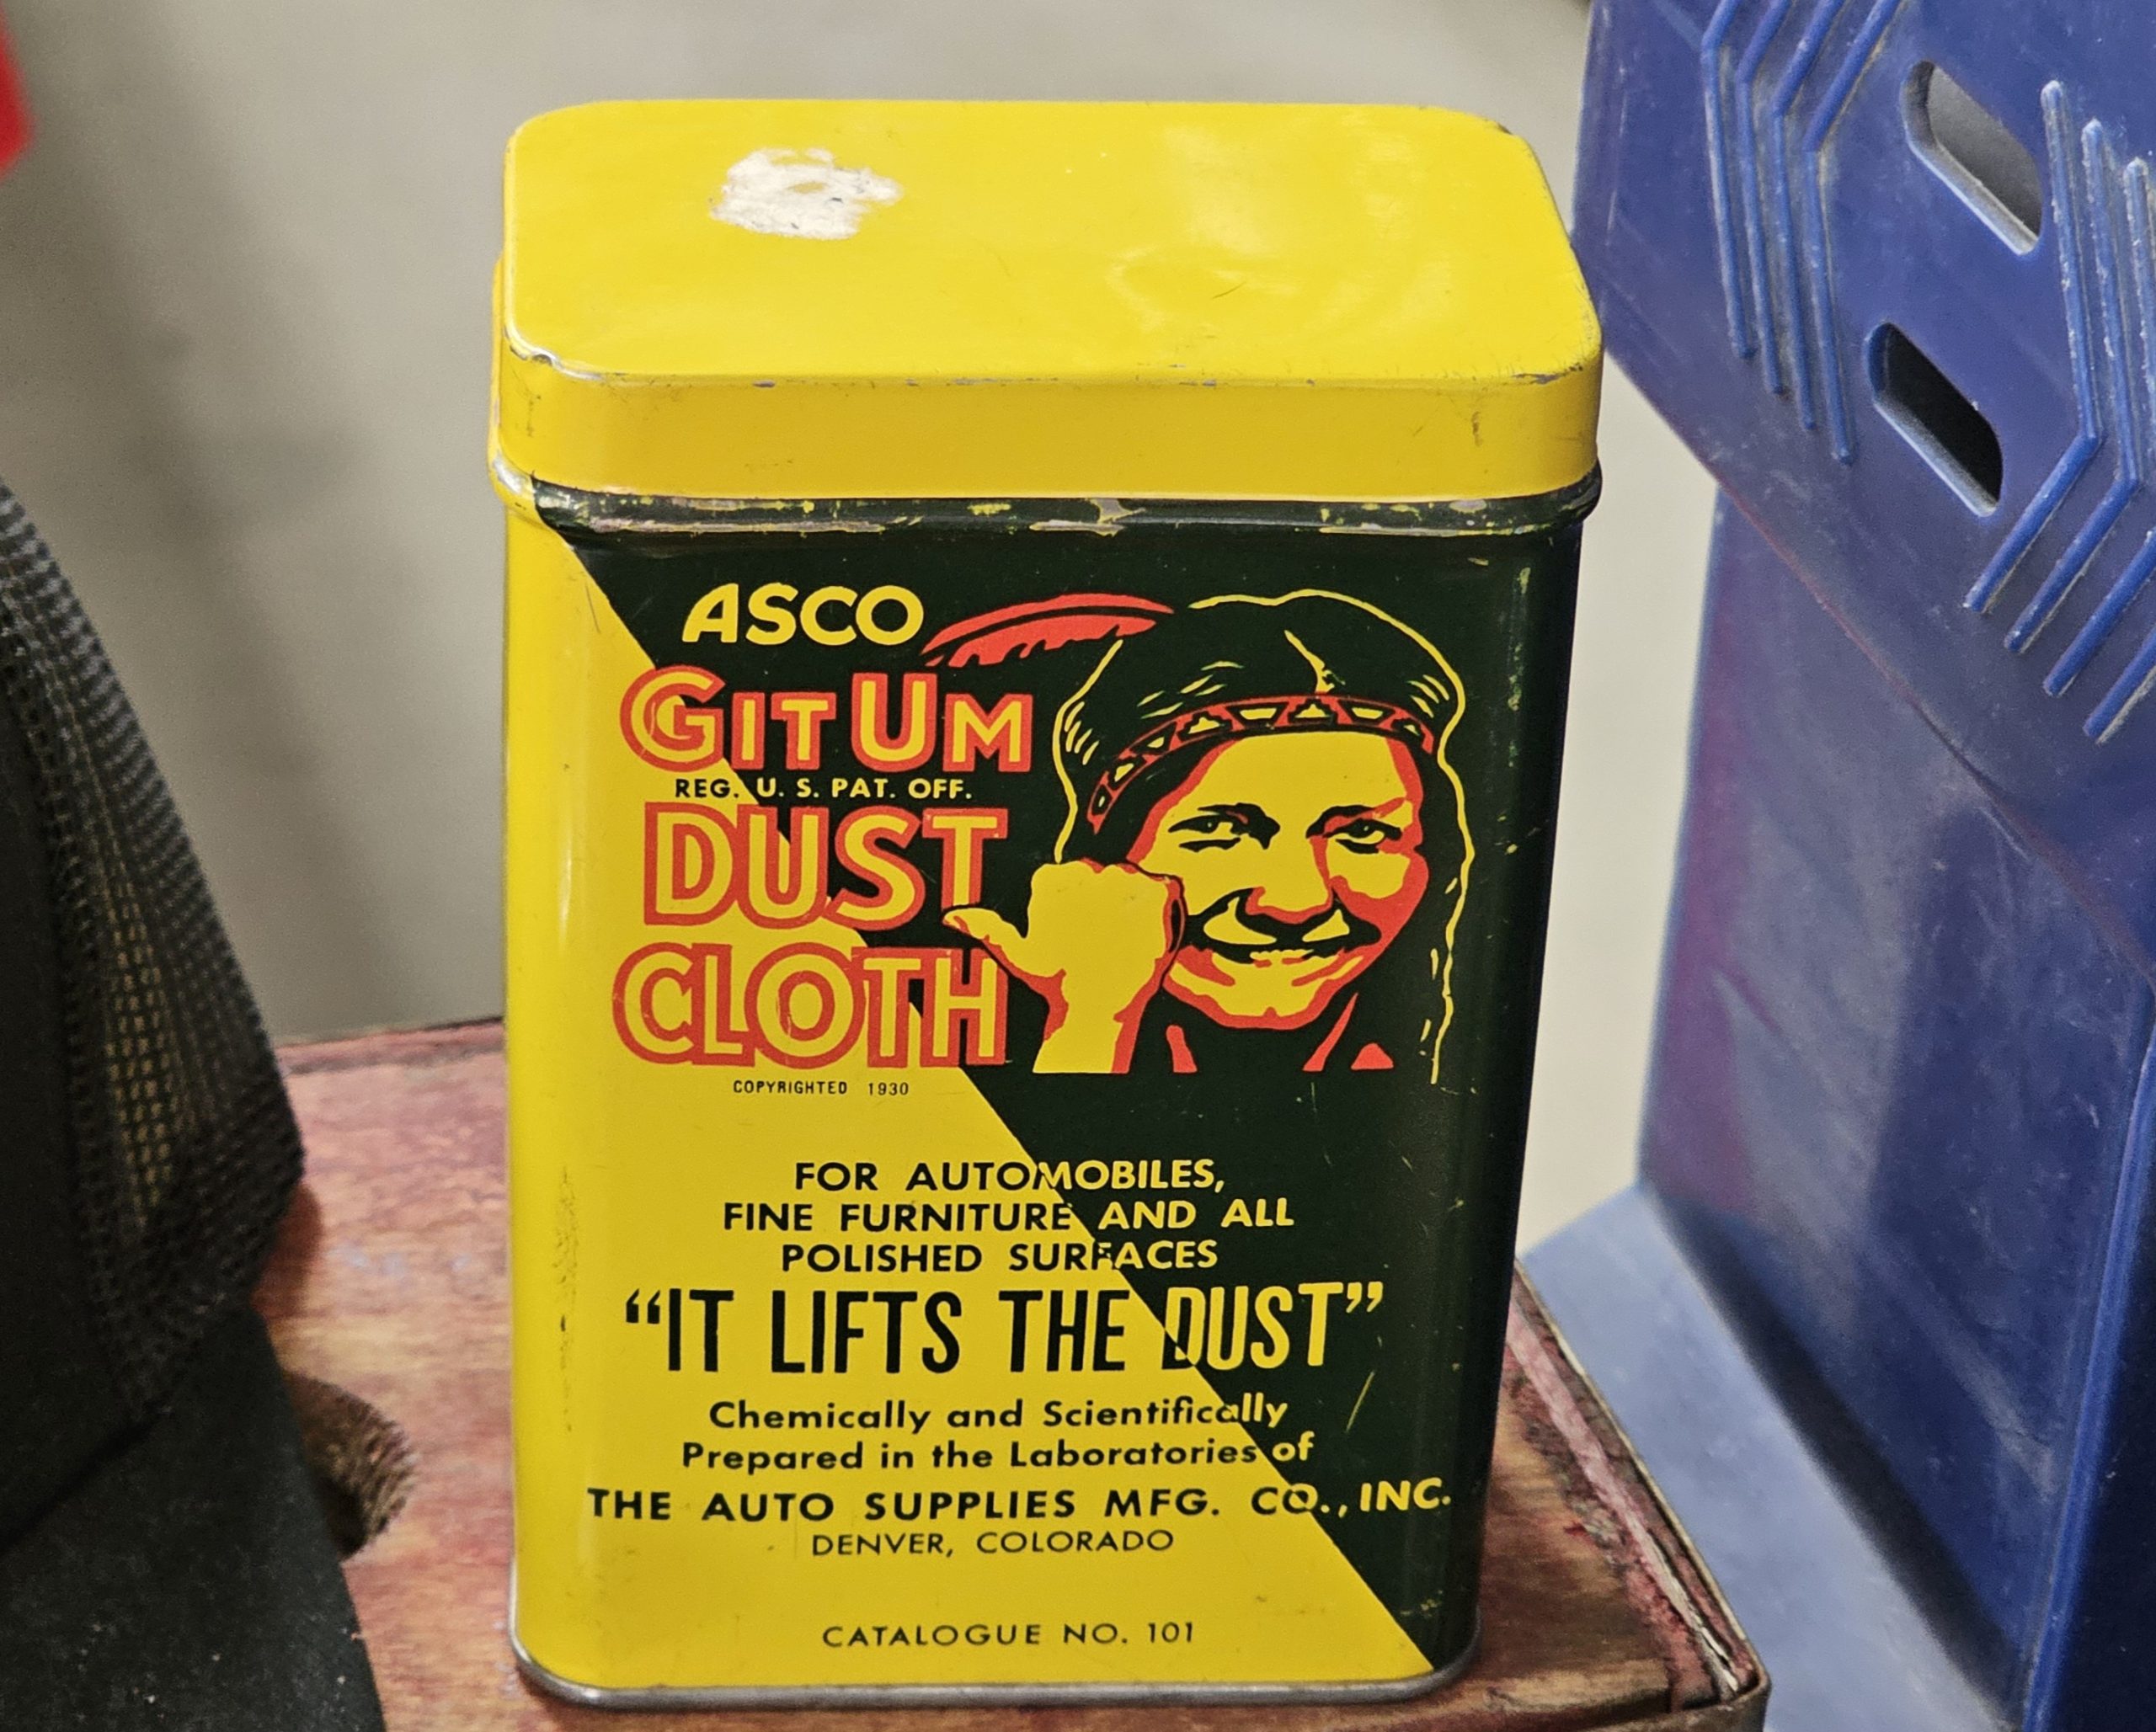 ASCO
GIT UM
REG. U. S. PAT. OFF.
DUST
CLOTH
COPYRIGHTED 1930
FOR AUTOMOBILES,
FINE FURNITURE AND ALL
POLISHED SURFACES
“IT LIFTS THE DUST”
Chemically and Scientifically
Prepared in the Laboratories of
THE AUTO SUPPLIES MFG. CO., INC.
DENVER, COLORADO
CATALOGUE NO. 101